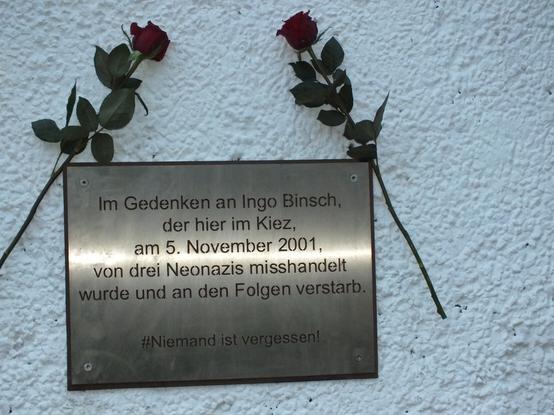 Im Gedenken an Ingo Binsch,
der hier im Kiez,
am 5. November 2001,
von drei Neonazis misshandelt
wurde und an den Folgen verstarb.
#Niemand ist vergessen!